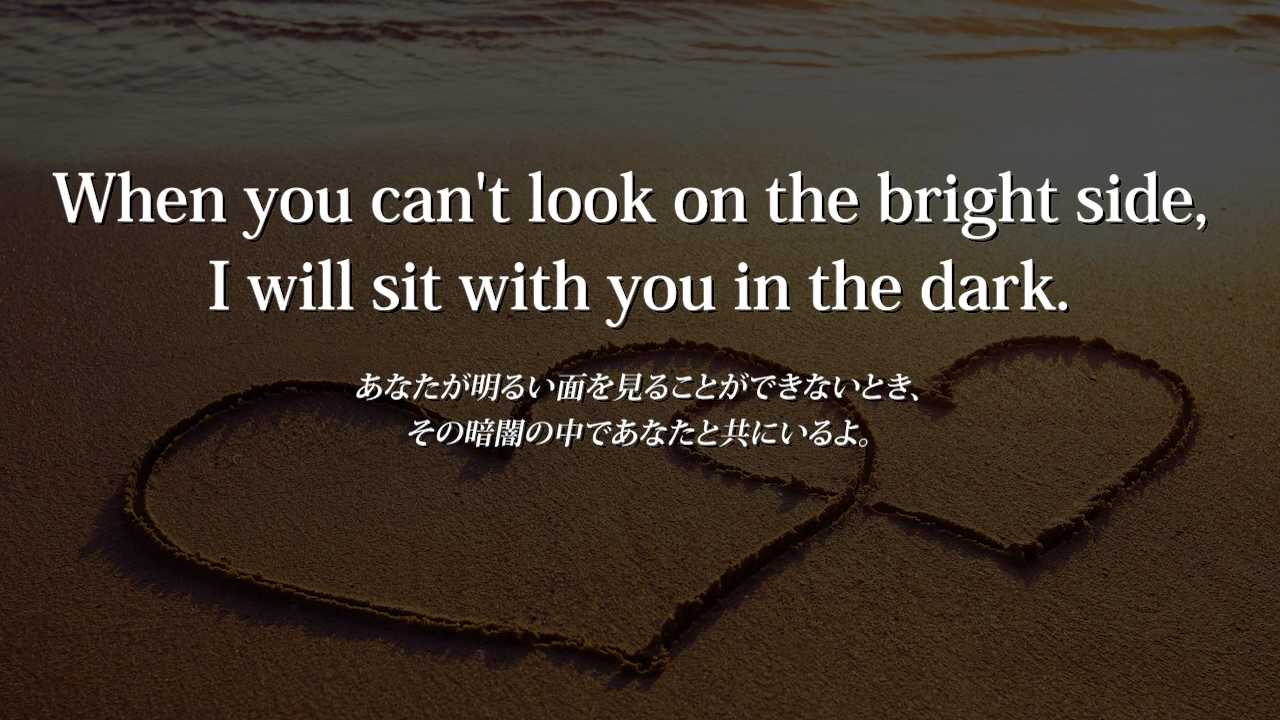 When you can't look on the bright side,
I will sit with you in the dark.
あなたが明るい面を見ることができないとき、
その暗闇の中であなたと共にいるよ。